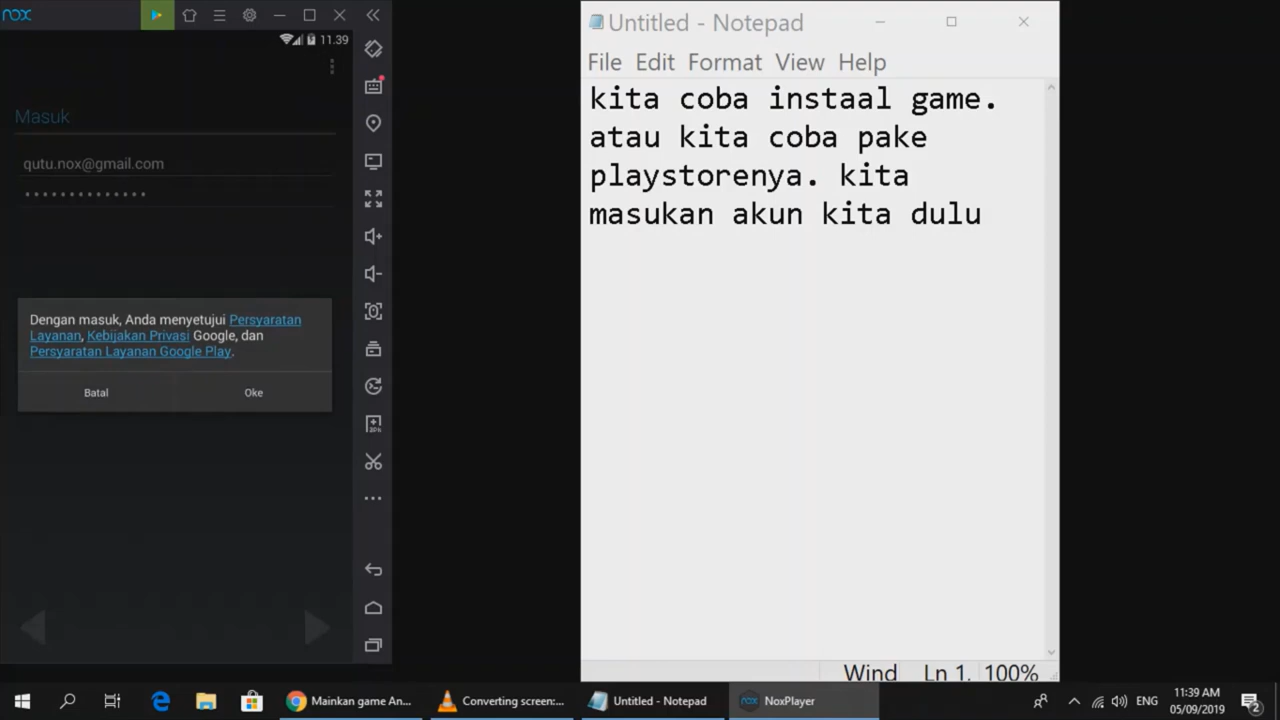 nox
11.39
Masuk
qutu.nox@gmail.com
Dengan masuk, Anda menyetujui Persyaratan
Layanan, Kebijakan Privasi Google, dan
Persyaratan Layanan Google Play.
Batal
Oke
Untitled - Notepad
File Edit Format View Help
kita coba instaal game.
atau kita coba pake
playstorenya. kita
masukan akun kita dulu
Wind
Ln 1,
100%
Mainkan game An...
Converting screen:...
Untitled - Notepad
nox
NoxPlayer
ENG
11:39 AM
05/09/2019
2